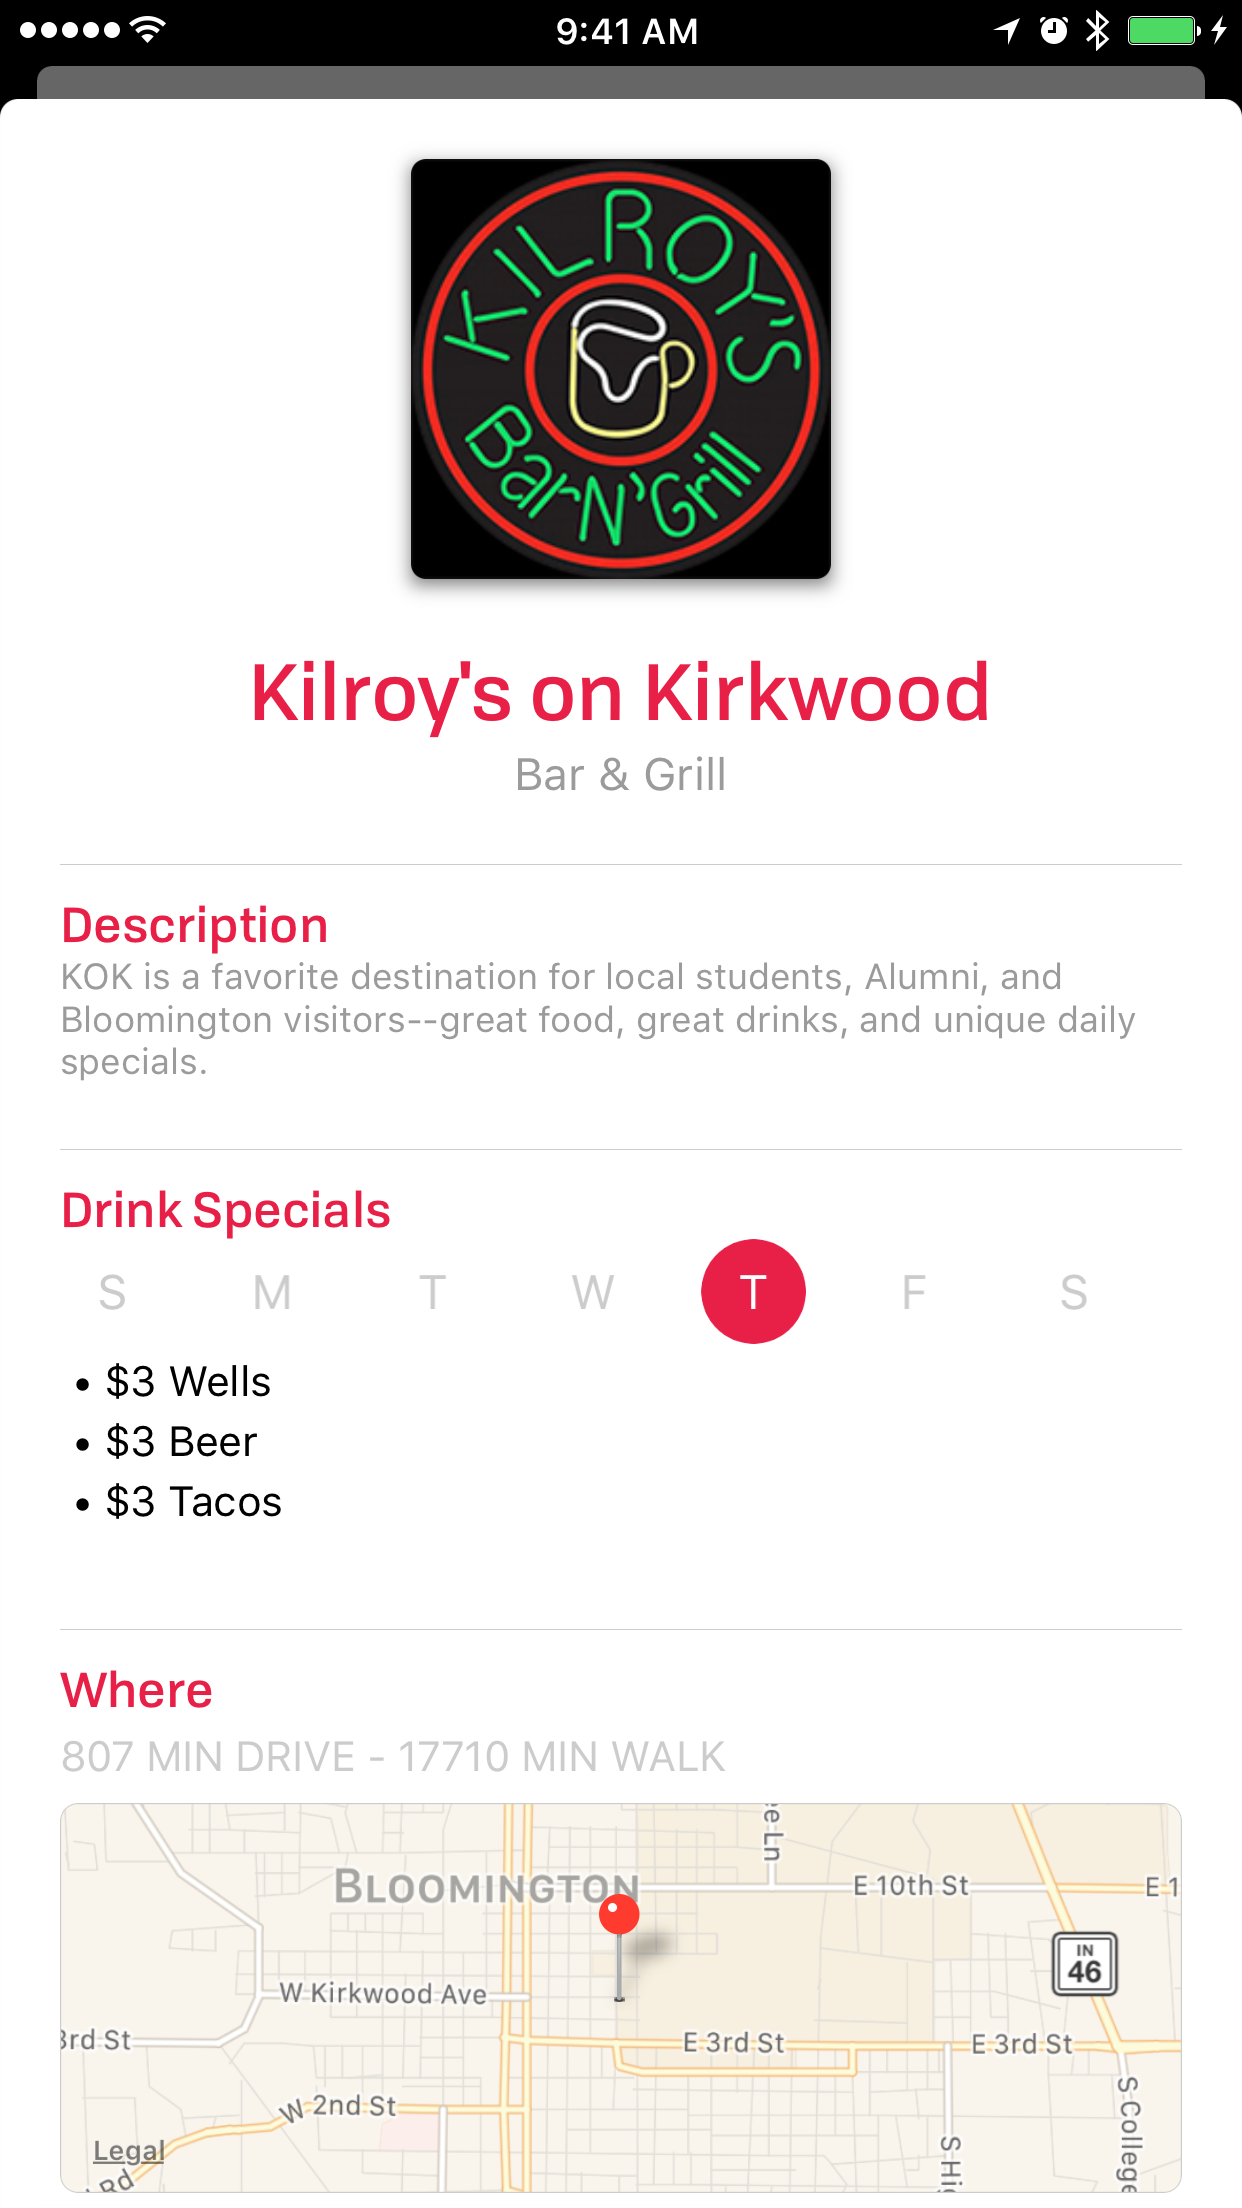 9:41 AM
KILROY'S
BarN'Grill
Kilroy's on Kirkwood
Bar & Grill
Description
KOK is a favorite destination for local students, Alumni, and
Bloomington visitors--great food, great drinks, and unique daily
specials.
Drink Specials
S M T W T F S
• $3 Wells
• $3 Beer
• $3 Tacos
Where
807 MIN DRIVE - 17710 MIN WALK
ee Ln
BLOOMINGTON
E 10th St
E 1
IN
46
W Kirkwood Ave
3rd St
E 3rd St
E 3rd St
W 2nd St
S College
S Hi
Legal
Rd